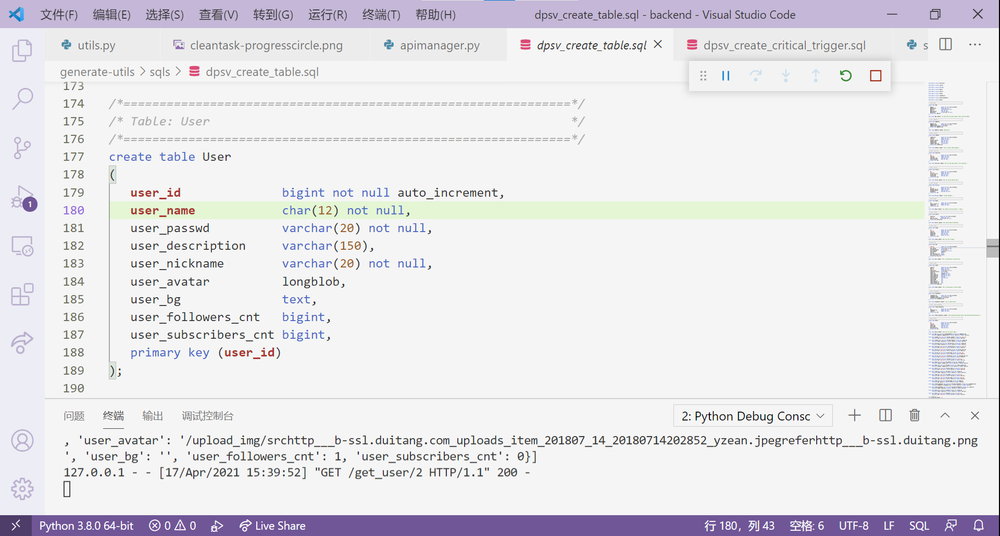 文件(F) 编辑(E) 选择(S) 查看(V) 转到(G) 运行(R) 终端(T) 帮助(H) dpsv_create_table.sql - backend - Visual Studio Code
utils.py cleantask-progresscircle.png apimanager.py dpsv_create_table.sql dpsv_create_critical_trigger.sql s
generate-utils > sqls > dpsv_create_table.sql
173
174 /*==============================================================*/
175 /* Table: User */
176 /*==============================================================*/
177 create table User
178 (
179 user_id bigint not null auto_increment,
180 user_name char(12) not null,
181 user_passwd varchar(20) not null,
182 user_description varchar(150),
183 user_nickname varchar(20) not null,
184 user_avatar longblob,
185 user_bg text,
186 user_followers_cnt bigint,
187 user_subscribers_cnt bigint,
188 primary key (user_id)
189 );
190
1
问题 终端 输出 调试控制台 2: Python Debug Consc
, 'user_avatar': '/upload_img/srchttp___b-ssl.duitang.com_uploads_item_201807_14_20180714202852_yzean.jpegreferhttp___b-ssl.duitang.png
', 'user_bg': '', 'user_followers_cnt': 1, 'user_subscribers_cnt': 0}]
127.0.0.1 - - [17/Apr/2021 15:39:52] "GET /get_user/2 HTTP/1.1" 200 -
Python 3.8.0 64-bit 0 0 Live Share 行 180，列 43 空格: 6 UTF-8 LF SQL